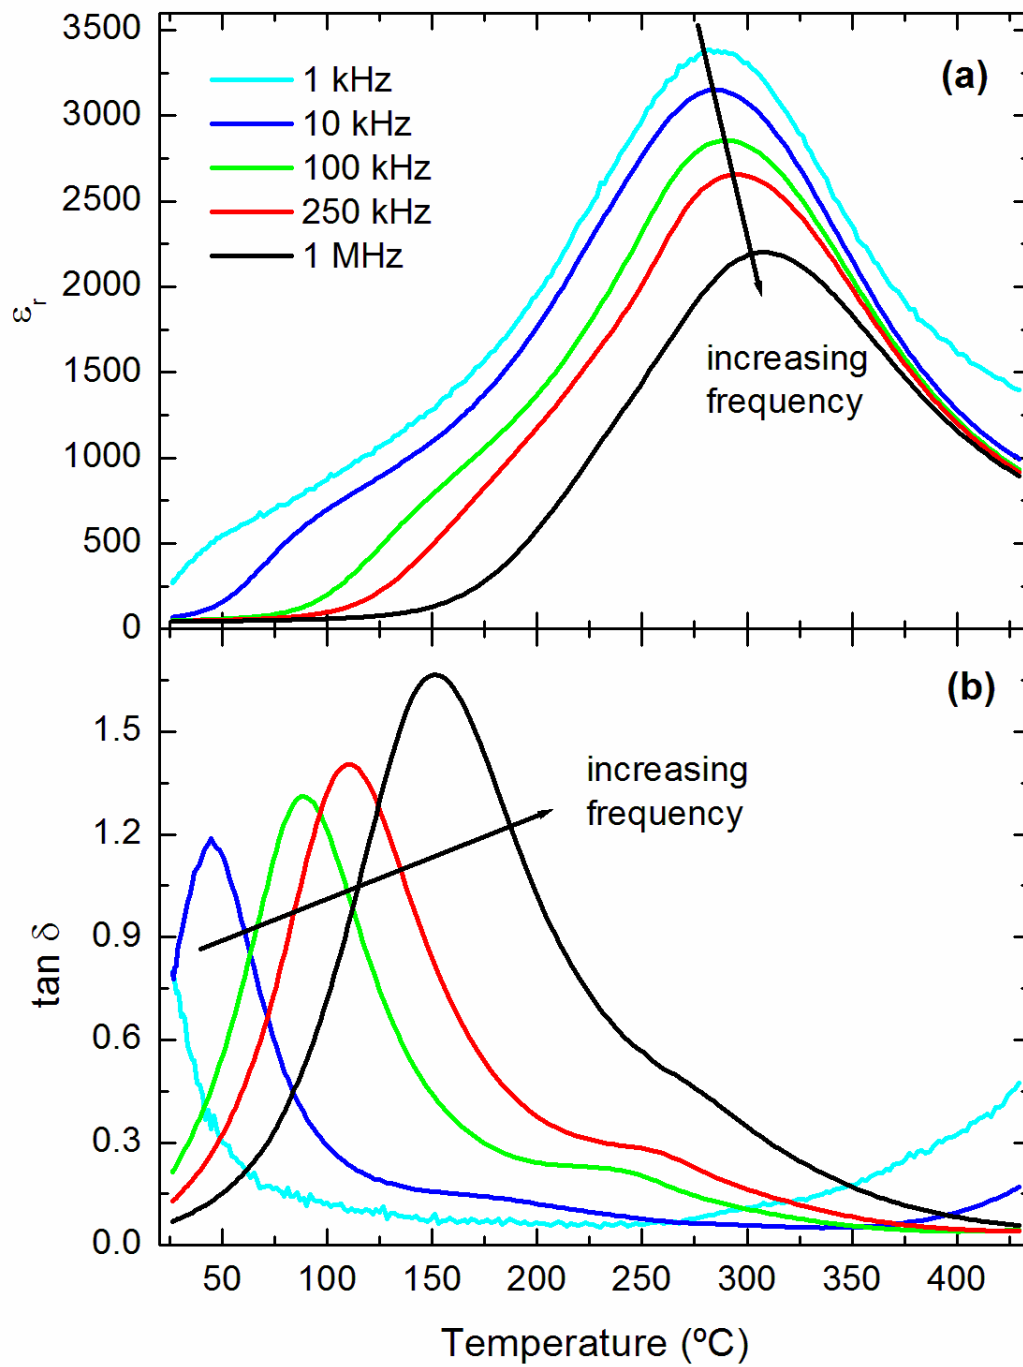 3500
3000
2500
2000
1500
1000
500
0
εr
1 kHz
10 kHz
100 kHz
250 kHz
1 MHz
(a)
increasing
frequency
1.5
1.2
0.9
0.6
0.3
0.0
tan δ
(b)
increasing
frequency
50 100 150 200 250 300 350 400
Temperature (ºC)